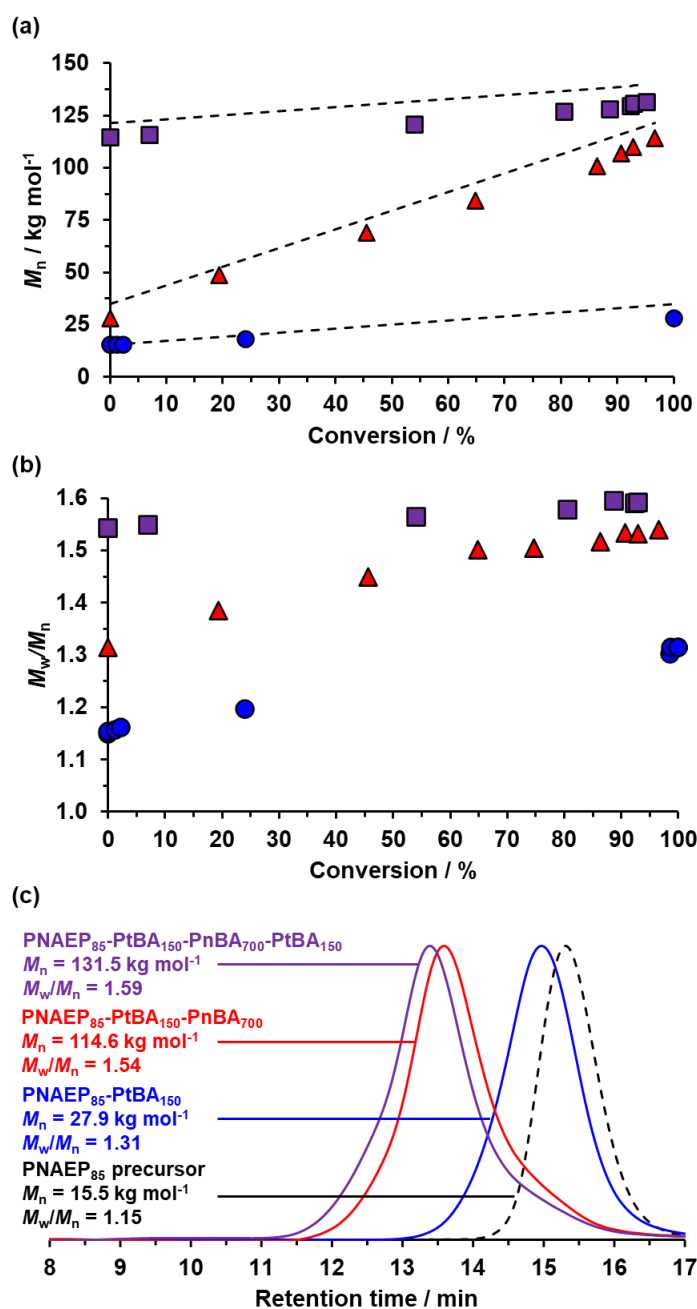 (a)
150
125
100
75
50
25
0
Mn / kg mol-1
0 10 20 30 40 50 60 70 80 90 100
Conversion / %
(b)
1.6
1.5
1.4
1.3
1.2
1.1
1.0
Mw/Mn
0 10 20 30 40 50 60 70 80 90 100
Conversion / %
(c)
PNAEP85-PtBA150-PnBA700-PtBA150
Mn = 131.5 kg mol-1
Mw/Mn = 1.59
PNAEP85-PtBA150-PnBA700
Mn = 114.6 kg mol-1
Mw/Mn = 1.54
PNAEP85-PtBA150
Mn = 27.9 kg mol-1
Mw/Mn = 1.31
PNAEP85 precursor
Mn = 15.5 kg mol-1
Mw/Mn = 1.15
8 9 10 11 12 13 14 15 16 17
Retention time / min